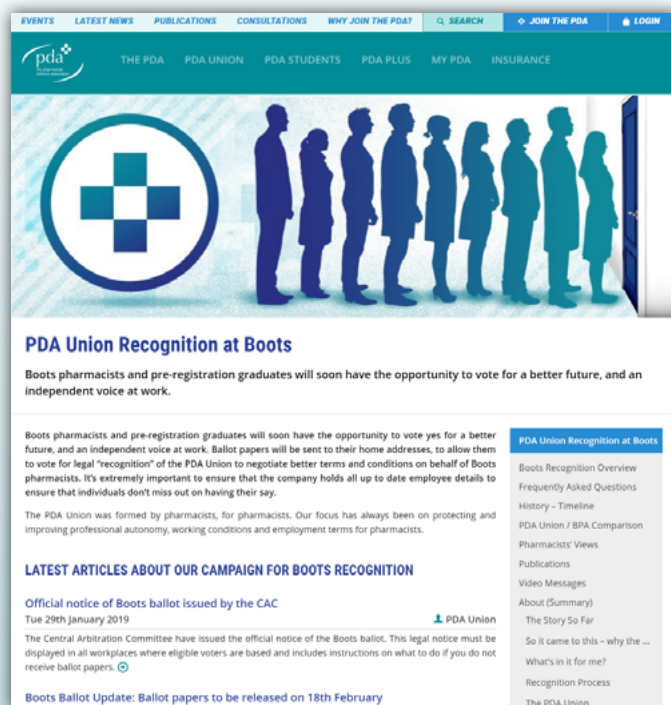 EVENTS LATEST NEWS PUBLICATIONS CONSULTATIONS WHY JOIN THE PDA? SEARCH JOIN THE PDA LOGIN
pda
THE PDA PDA UNION PDA STUDENTS PDA PLUS MY PDA INSURANCE
PDA Union Recognition at Boots
Boots pharmacists and pre-registration graduates will soon have the opportunity to vote for a better future, and an
independent voice at work.
Boots pharmacists and pre-registration graduates will soon have the opportunity to vote yes for a better
future, and an independent voice at work. Ballot papers will be sent to their home addresses, to allow them
to vote for legal "recognition" of the PDA Union to negotiate better terms and conditions on behalf of Boots
pharmacists. It's extremely important to ensure that the company holds all up to date employee details to
ensure that individuals don't miss out on having their say.
The PDA Union was formed by pharmacists, for pharmacists. Our focus has always been on protecting and
improving professional autonomy, working conditions and employment terms for pharmacists.
LATEST ARTICLES ABOUT OUR CAMPAIGN FOR BOOTS RECOGNITION
Official notice of Boots ballot issued by the CAC
Tue 29th January 2019 PDA Union
The Central Arbitration Committee have issued the official notice of the Boots ballot. This legal notice must be
displayed in all workplaces where eligible voters are based and includes instructions on what to do if you do not
receive ballot papers.
Boots Ballot Update: Ballot papers to be released on 18th February
PDA Union Recognition at Boots
Boots Recognition Overview
Frequently Asked Questions
History – Timeline
PDA Union / BPA Comparison
Pharmacists' Views
Publications
Video Messages
About (Summary)
The Story So Far
So it came to this – why the ...
What's in it for me?
Recognition Process
The PDA Union